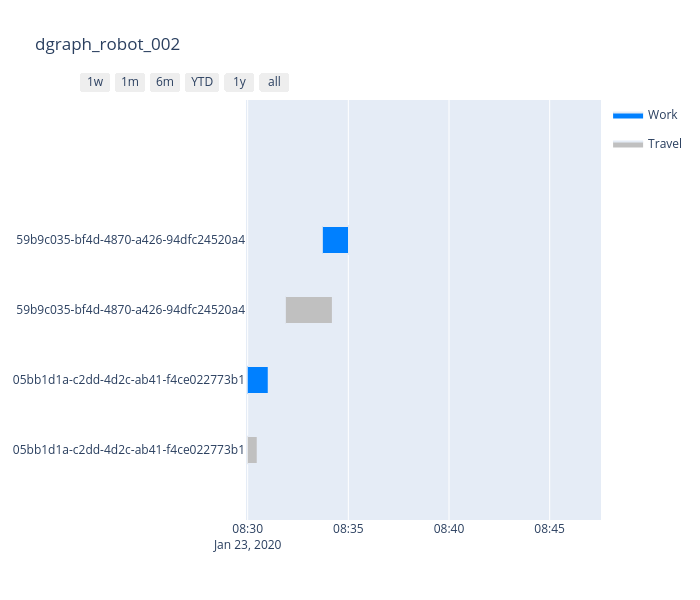 dgraph_robot_002
1w 1m 6m YTD 1y all
Work
Travel
59b9c035-bf4d-4870-a426-94dfc24520a4
59b9c035-bf4d-4870-a426-94dfc24520a4
05bb1d1a-c2dd-4d2c-ab41-f4ce022773b1
05bb1d1a-c2dd-4d2c-ab41-f4ce022773b1
08:30 08:35 08:40 08:45
Jan 23, 2020